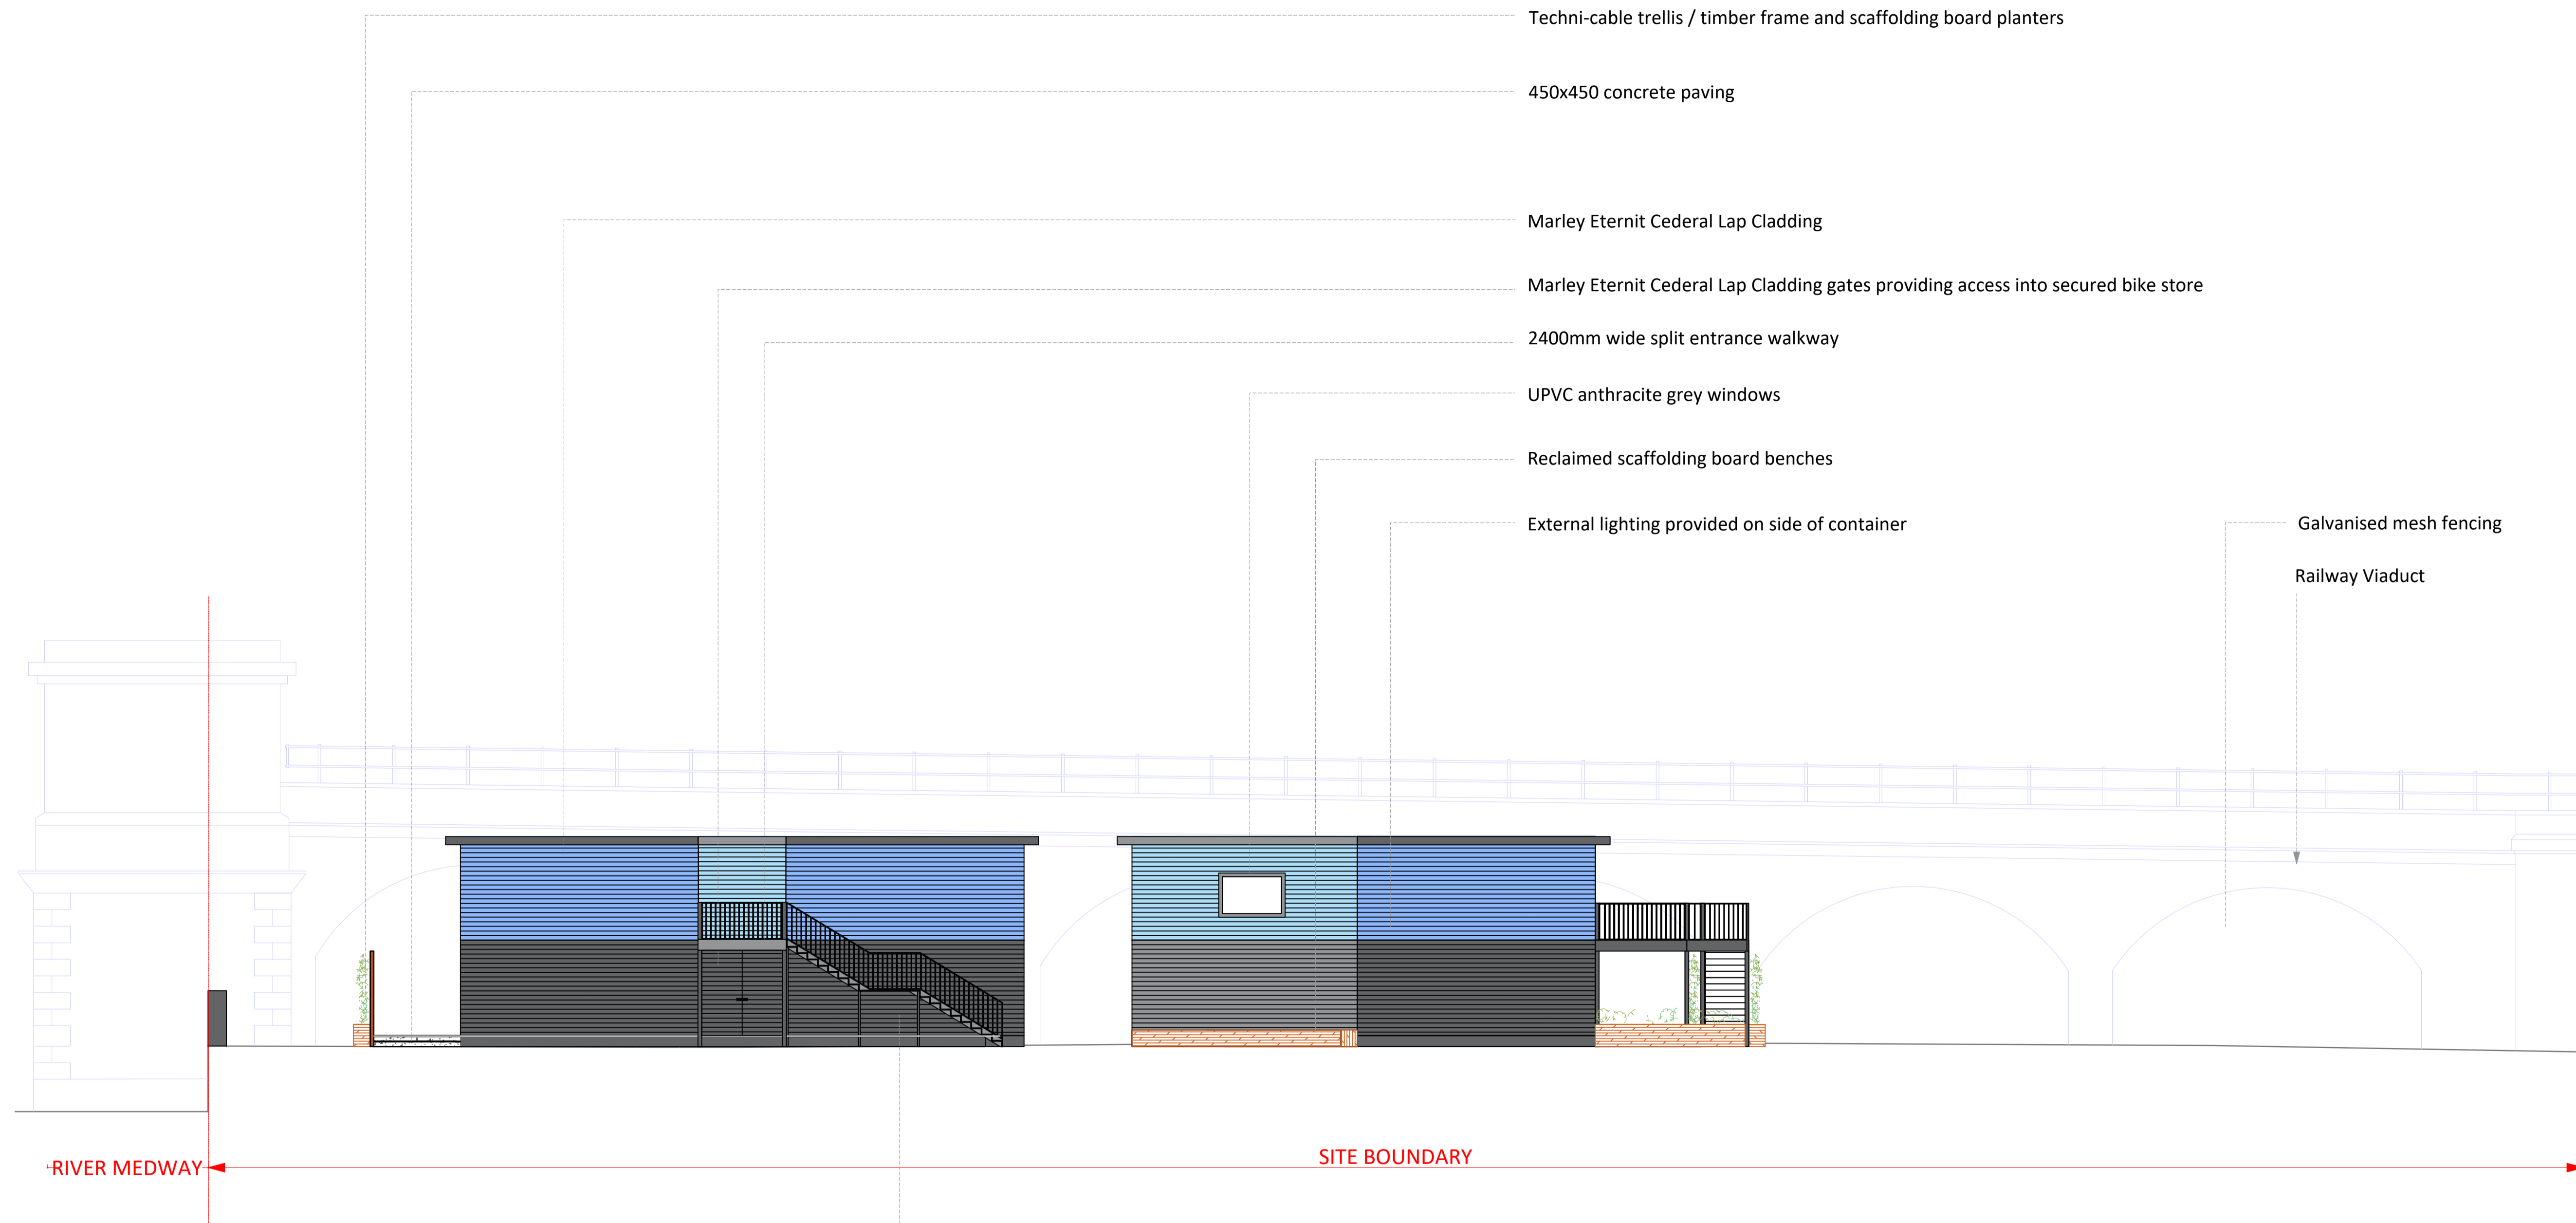 Techni-cable trellis / timber frame and scaffolding board planters
450x450 concrete paving
Marley Eternit Cederal Lap Cladding
Marley Eternit Cederal Lap Cladding gates providing access into secured bike store
2400mm wide split entrance walkway
UPVC anthracite grey windows
Reclaimed scaffolding board benches
External lighting provided on side of container
Galvanised mesh fencing
Railway Viaduct
RIVER MEDWAY
SITE BOUNDARY